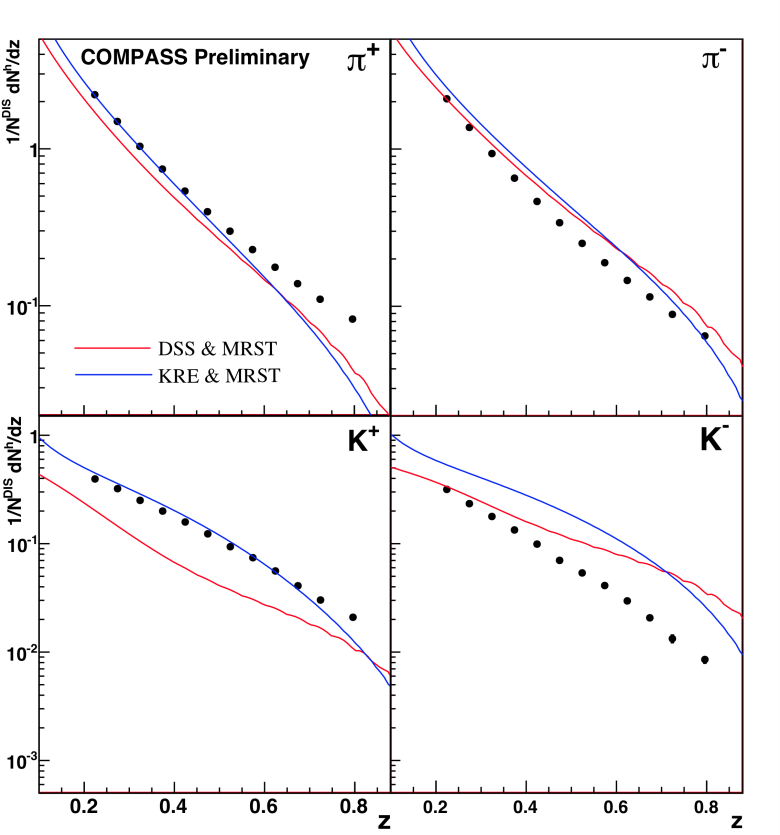 COMPASS Preliminary
π+
π-
1/N^DIS dN^h/dz
1
10^-1
DSS & MRST
KRE & MRST
K+
K-
1/N^DIS dN^h/dz
1
10^-1
10^-2
10^-3
0.2 0.4 0.6 0.8 0.2 0.4 0.6 0.8
z z